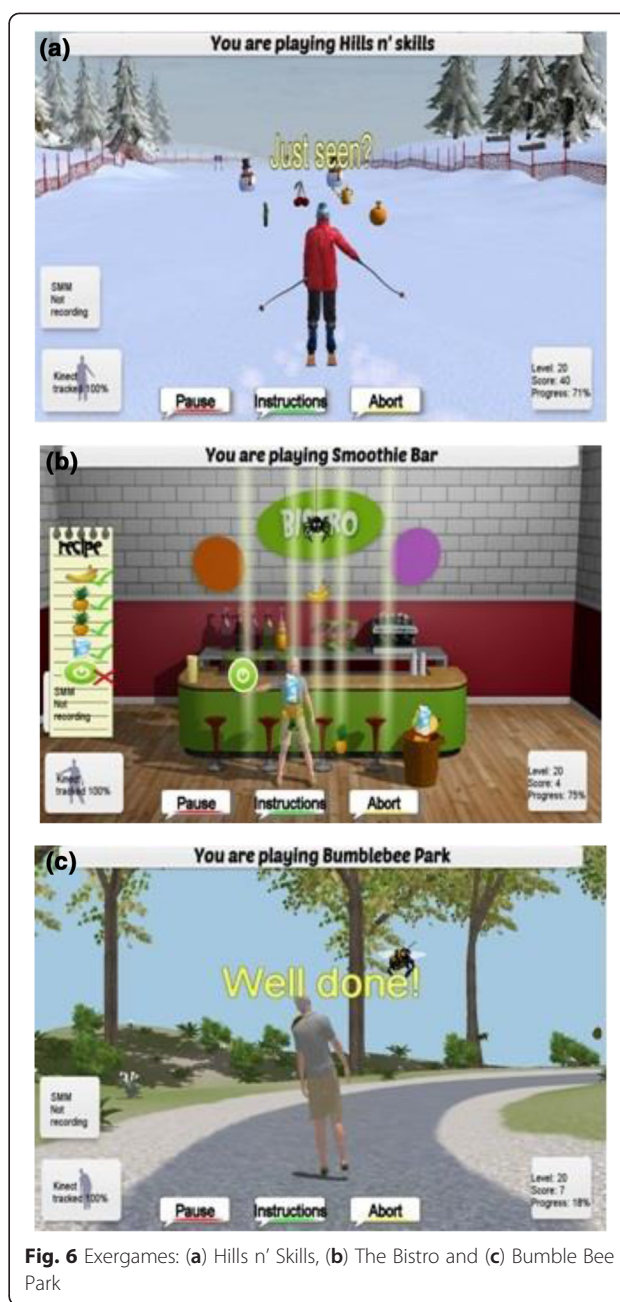 (a)
You are playing Hills n' skills
Just seen?
SMM
Not
recording
Kinect
tracked 100%
Pause Instructions Abort
Level: 20
Score: 40
Progress: 71%
(b)
You are playing Smoothie Bar
BISTRO
recipe
SMM
Not
recording
Kinect
tracked 100%
Pause Instructions Abort
Level: 20
Score: 4
Progress: 75%
(c)
You are playing Bumblebee Park
Well done!
SMM
Not
recording
Kinect
tracked 100%
Pause Instructions Abort
Level: 20
Score: 7
Progress: 18%
Fig. 6 Exergames: (a) Hills n' Skills, (b) The Bistro and (c) Bumble Bee
Park